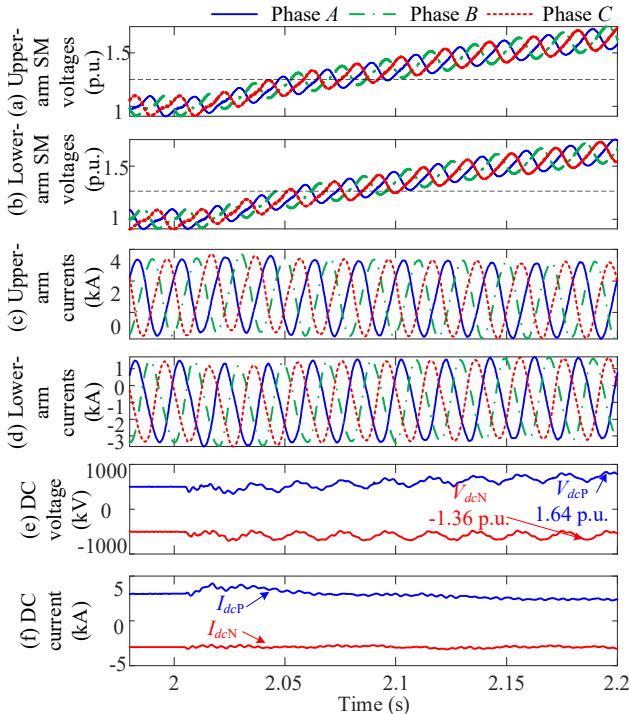 Phase A Phase B Phase C
(a) Upper-
arm SM
voltages
(p.u.)
1.5
1
(b) Lower-
arm SM
voltages
(p.u.)
1.5
1
(c) Upper-
arm
currents
(kA)
4
2
0
(d) Lower-
arm
currents
(kA)
1
0
-1
-2
-3
(e) DC
voltage
(kV)
1000
0
-1000
VdcN
-1.36 p.u.
VdcP
1.64 p.u.
(f) DC
current
(kA)
5
0
-5
IdcP
IdcN
2 2.05 2.1 2.15 2.2
Time (s)